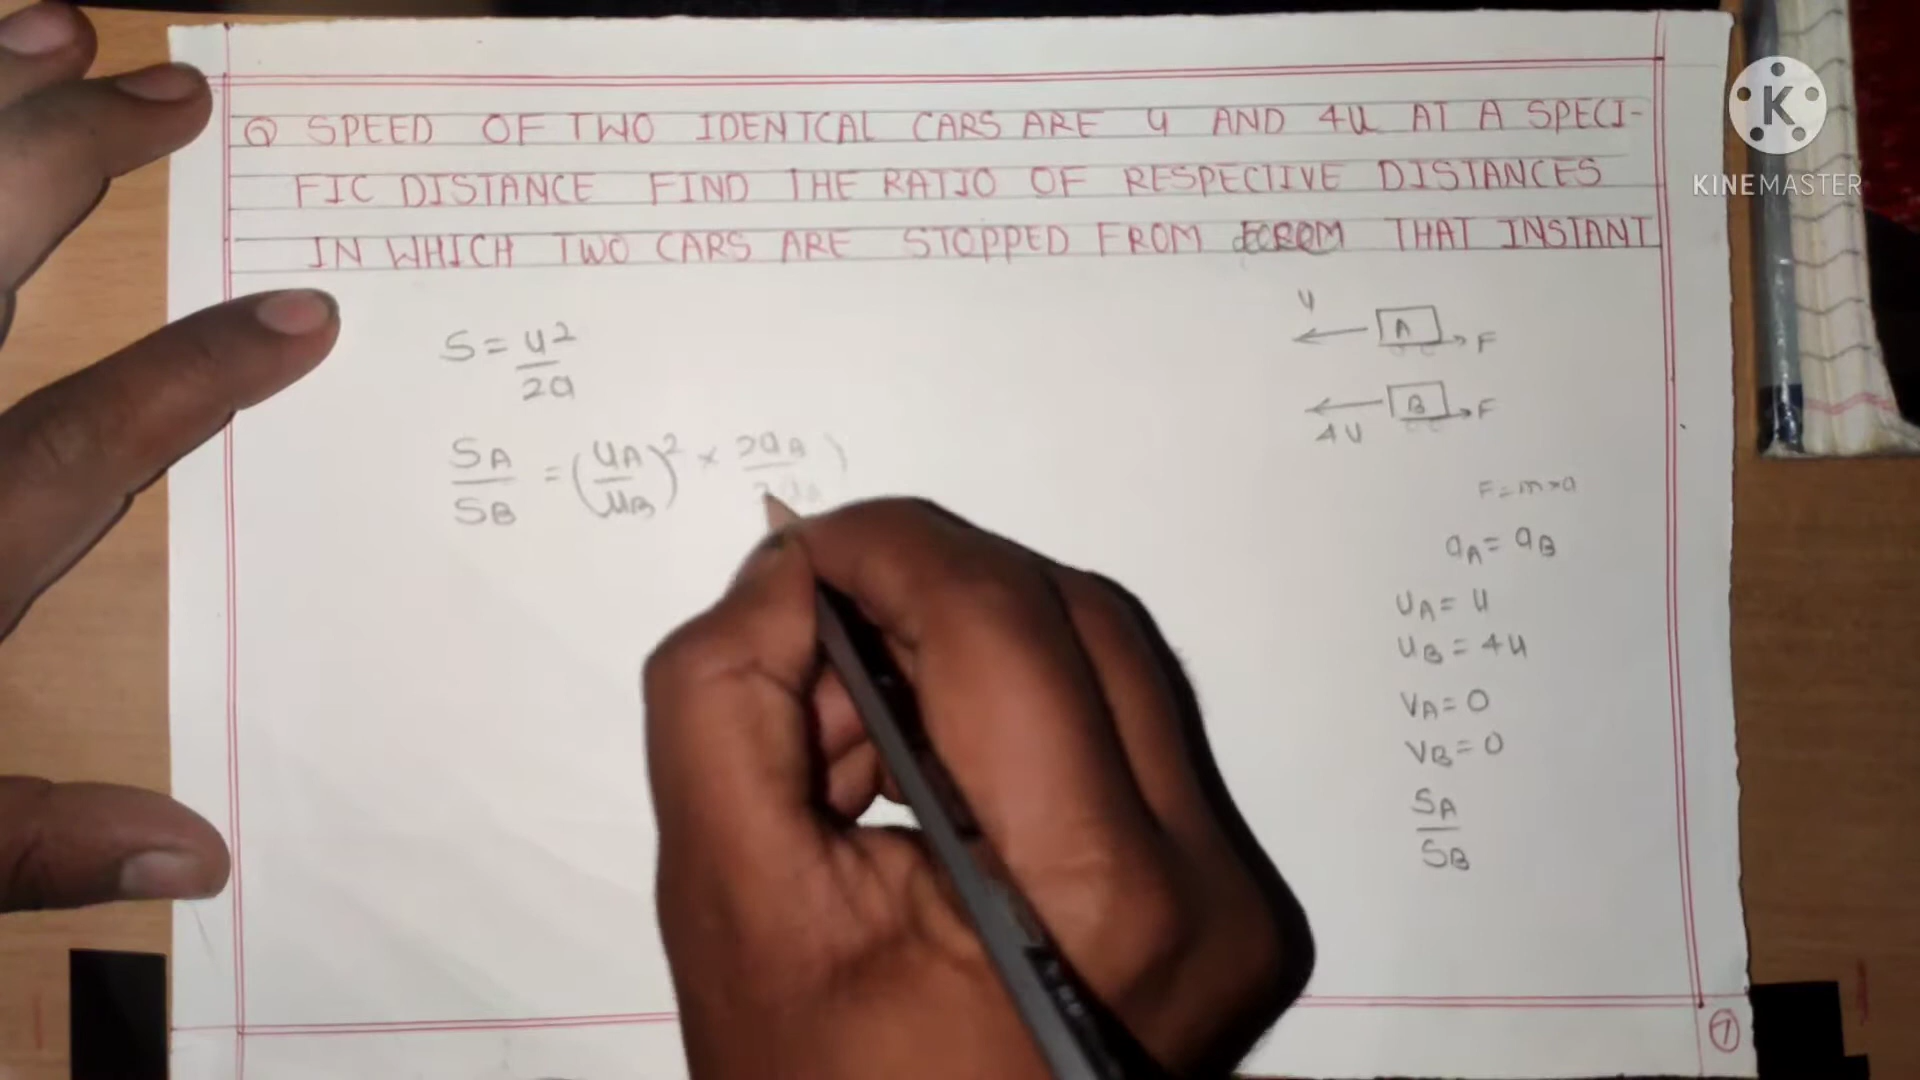 Q SPEED OF TWO IDENTCAL CARS ARE U AND 4U AT A SPECI-
FIC DISTANCE FIND THE RATIO OF RESPECTIVE DISTANCES
IN WHICH TWO CARS ARE STOPPED FROM THAT INSTANT
S = u²/2a
SA/SB = (uA/uB)² × 2aB
u A F
B F
4u
F = m×a
aA = aB
uA = u
uB = 4u
vA = 0
vB = 0
SA/SB
7
K
KINEMASTER